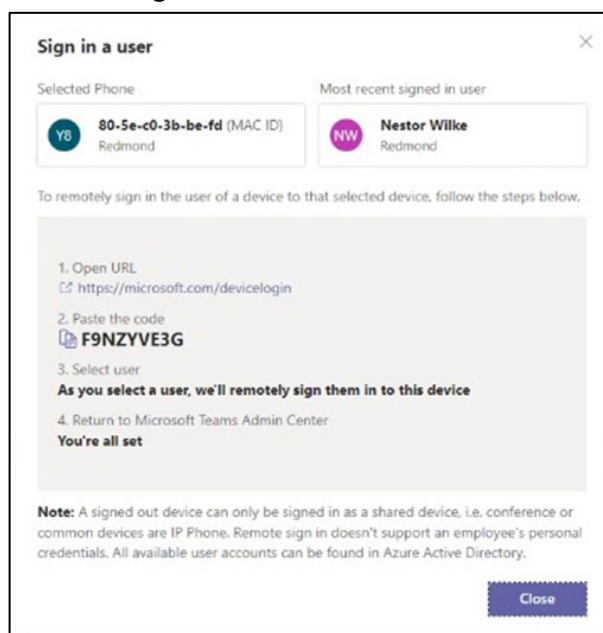 Sign in a user
Selected Phone
Most recent signed in user
Y8
80-5e-c0-3b-be-fd (MAC ID)
Redmond
NW
Nestor Wilke
Redmond
To remotely sign in the user of a device to that selected device, follow the steps below.
1. Open URL
https://microsoft.com/devicelogin
2. Paste the code
F9NZYVE3G
3. Select user
As you select a user, we'll remotely sign them in to this device
4. Return to Microsoft Teams Admin Center
You're all set
Note: A signed out device can only be signed in as a shared device, i.e. conference or
common devices are IP Phone. Remote sign in doesn't support an employee's personal
credentials. All available user accounts can be found in Azure Active Directory.
Close